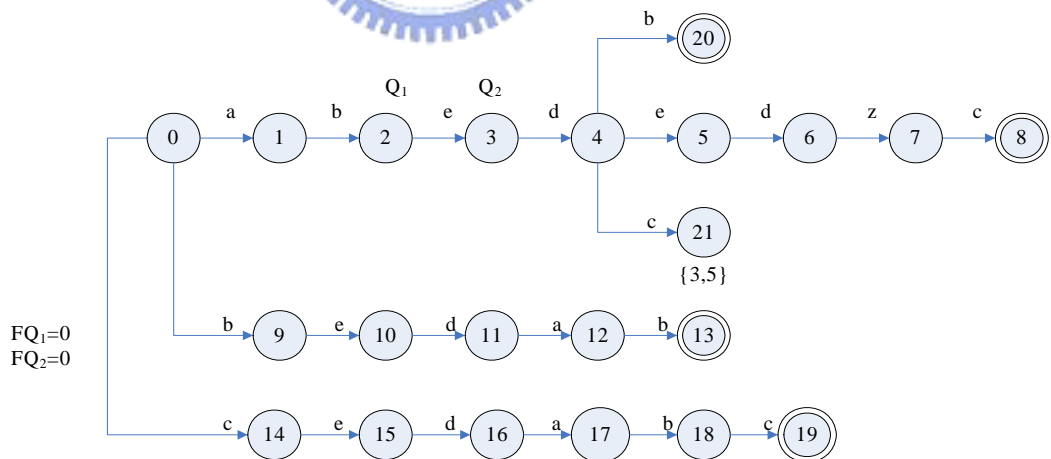 b
20
Q₁ Q₂
a b e d e d z c
0 1 2 3 4 5 6 7 8
c
21
{3,5}
FQ₁=0
FQ₂=0
b e d a b
9 10 11 12 13
c e d a b c
14 15 16 17 18 19